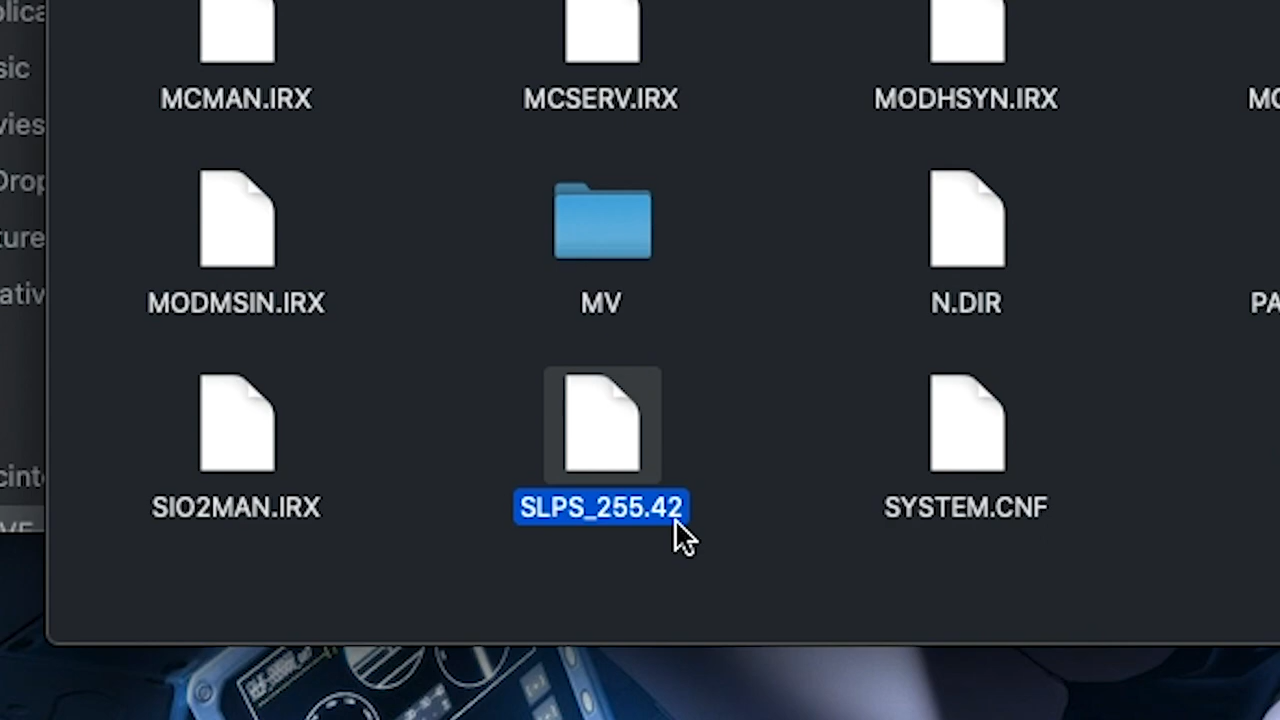 MCMAN.IRX
MCSERV.IRX
MODHSYN.IRX
MODMSIN.IRX
MV
N.DIR
SIO2MAN.IRX
SLPS_255.42
SYSTEM.CNF